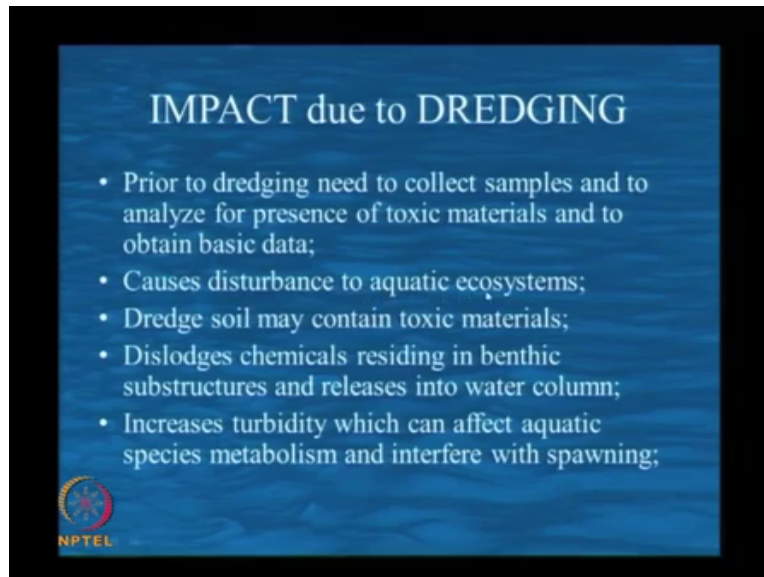 IMPACT due to DREDGING
• Prior to dredging need to collect samples and to
analyze for presence of toxic materials and to
obtain basic data;
• Causes disturbance to aquatic ecosystems;
• Dredge soil may contain toxic materials;
• Dislodges chemicals residing in benthic
substructures and releases into water column;
• Increases turbidity which can affect aquatic
species metabolism and interfere with spawning;
NPTEL